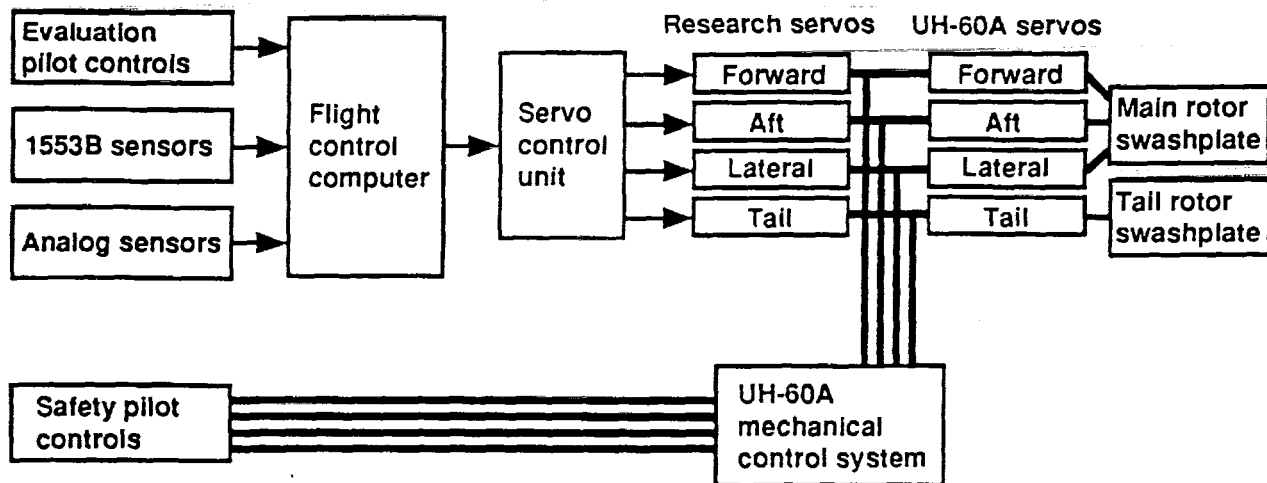 Research servos
UH-60A servos
Evaluation
pilot controls
1553B sensors
Analog sensors
Flight
control
computer
Servo
control
unit
Forward
Aft
Lateral
Tail
Forward
Aft
Lateral
Tail
Main rotor
swashplate
Tail rotor
swashplate
Safety pilot
controls
UH-60A
mechanical
control system